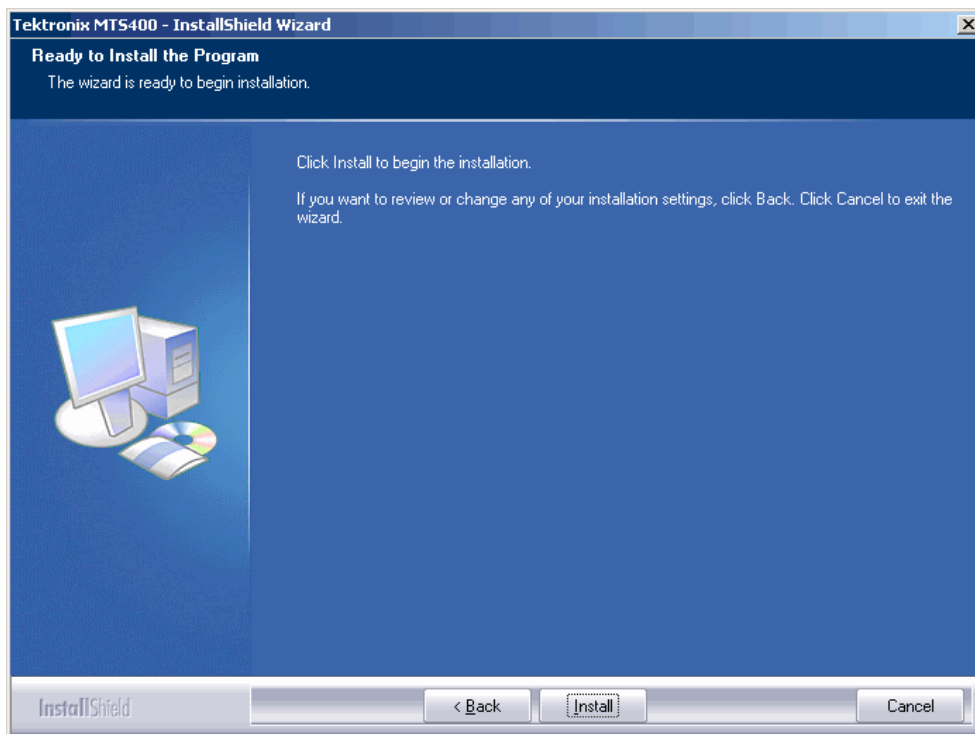 Tektronix MTS400 - InstallShield Wizard
Ready to Install the Program
The wizard is ready to begin installation.
Click Install to begin the installation.
If you want to review or change any of your installation settings, click Back. Click Cancel to exit the
wizard.
InstallShield
< Back
Install
Cancel